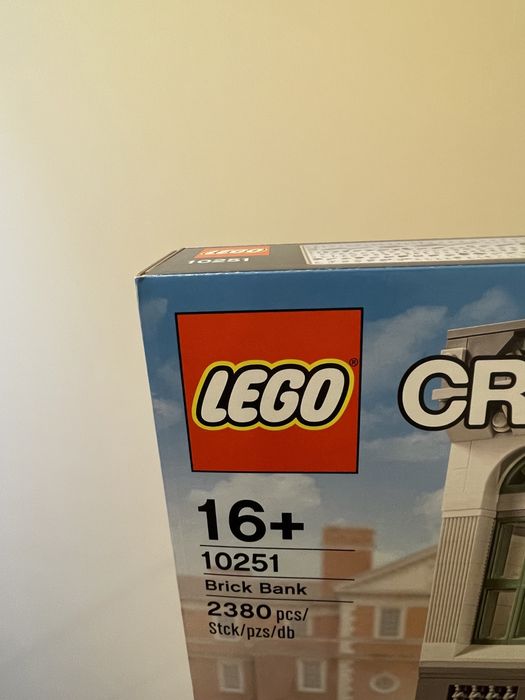 LEGO
10251
LEGO®
CR
16+
10251
Brick Bank
2380 pcs/
Stck/pzs/db